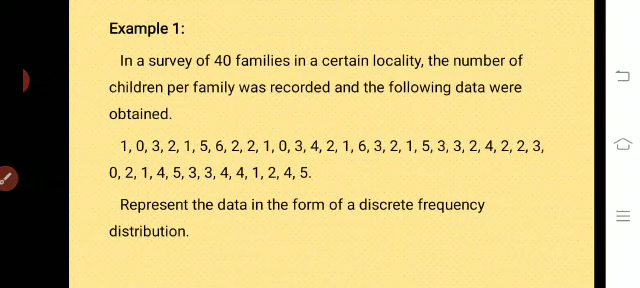 Example 1:
In a survey of 40 families in a certain locality, the number of
children per family was recorded and the following data were
obtained.
1, 0, 3, 2, 1, 5, 6, 2, 2, 1, 0, 3, 4, 2, 1, 6, 3, 2, 1, 5, 3, 3, 2, 4, 2, 2, 3,
0, 2, 1, 4, 5, 3, 3, 4, 4, 1, 2, 4, 5.
Represent the data in the form of a discrete frequency
distribution.